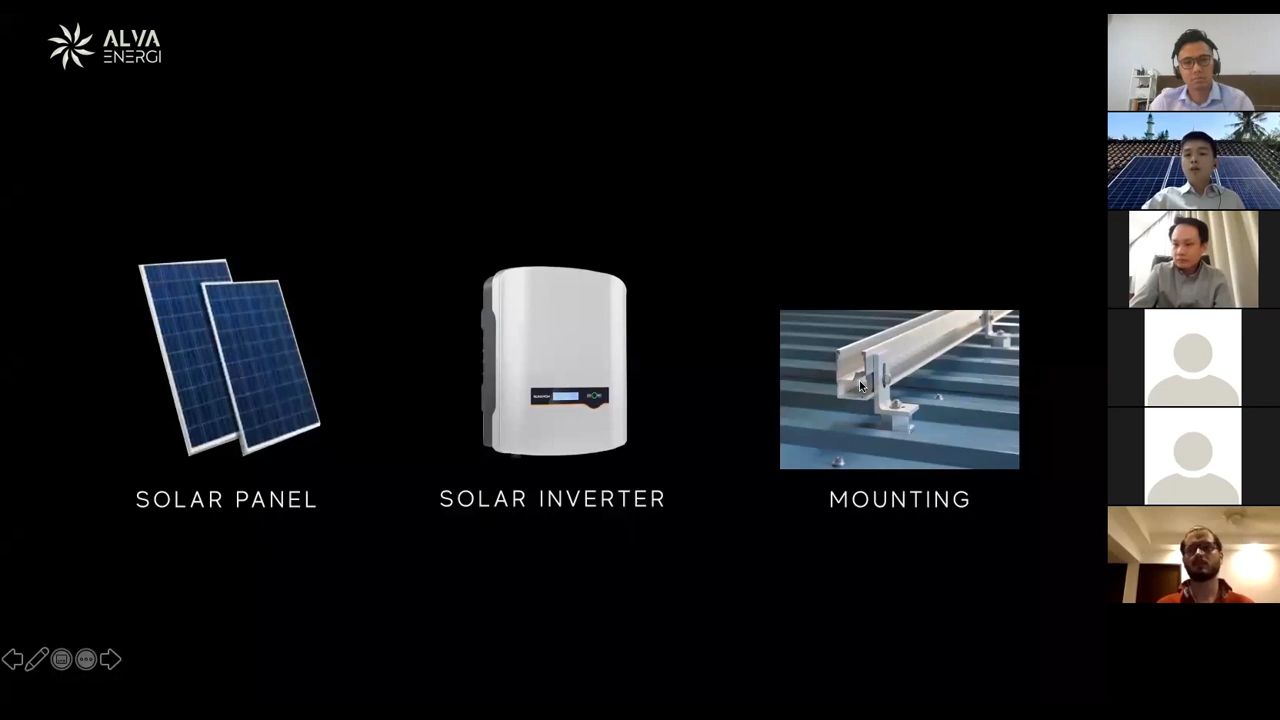 ALVA
ENERGI
SOLAR PANEL
SOLAR INVERTER
MOUNTING